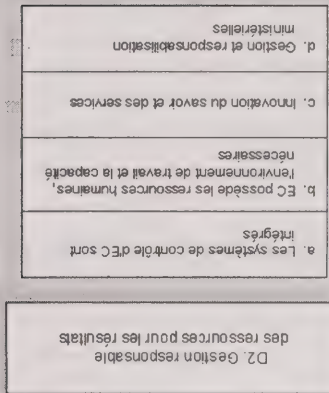 D2. Gestion responsable
des ressources pour les résultats
a. Les systèmes de contrôle d'EC sont
intégrés
b. EC possède les ressources humaines,
l'environnement de travail et la capacité
nécessaires
c. Innovation du savoir et des services
d. Gestion et responsabilisation
ministérielles